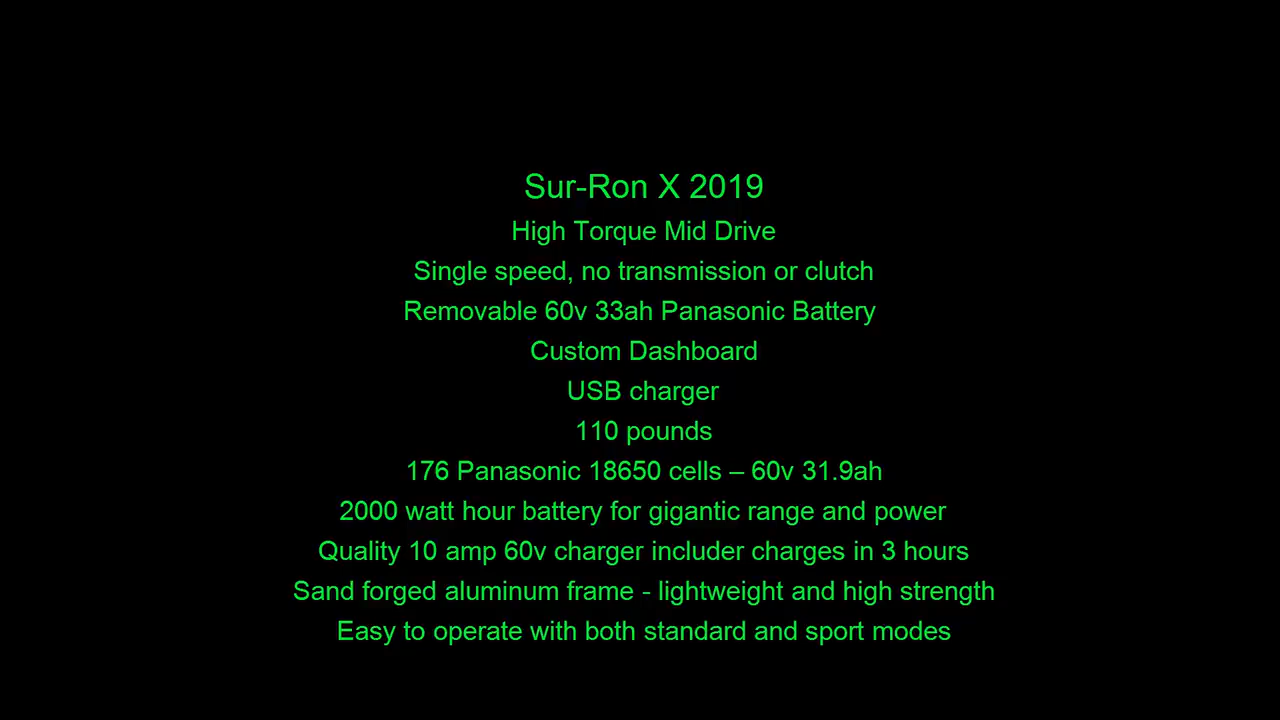 Sur-Ron X 2019
High Torque Mid Drive
Single speed, no transmission or clutch
Removable 60v 33ah Panasonic Battery
Custom Dashboard
USB charger
110 pounds
176 Panasonic 18650 cells – 60v 31.9ah
2000 watt hour battery for gigantic range and power
Quality 10 amp 60v charger includer charges in 3 hours
Sand forged aluminum frame - lightweight and high strength
Easy to operate with both standard and sport modes